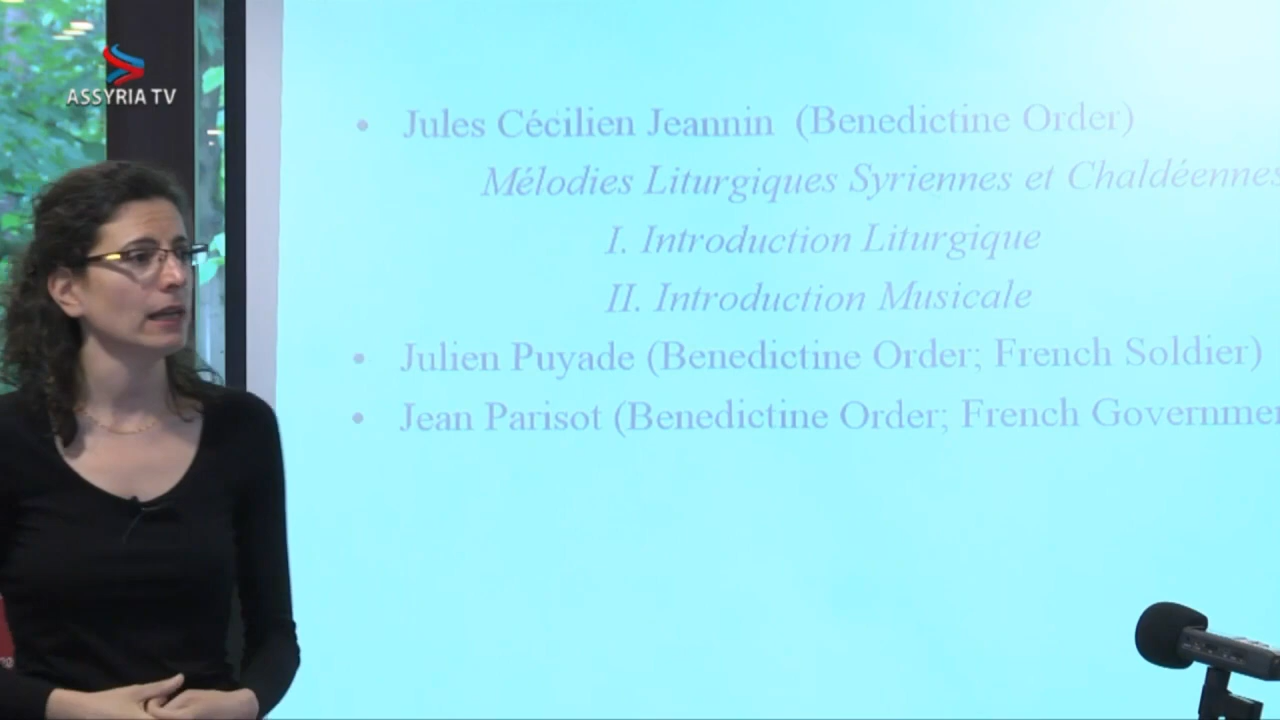 ASSYRIA TV
• Jules Cécilien Jeannin (Benedictine Order)
Mélodies Liturgiques Syriennes et Chaldéennes
I. Introduction Liturgique
II. Introduction Musicale
• Julien Puyade (Benedictine Order; French Soldier)
• Jean Parisot (Benedictine Order; French Governmen